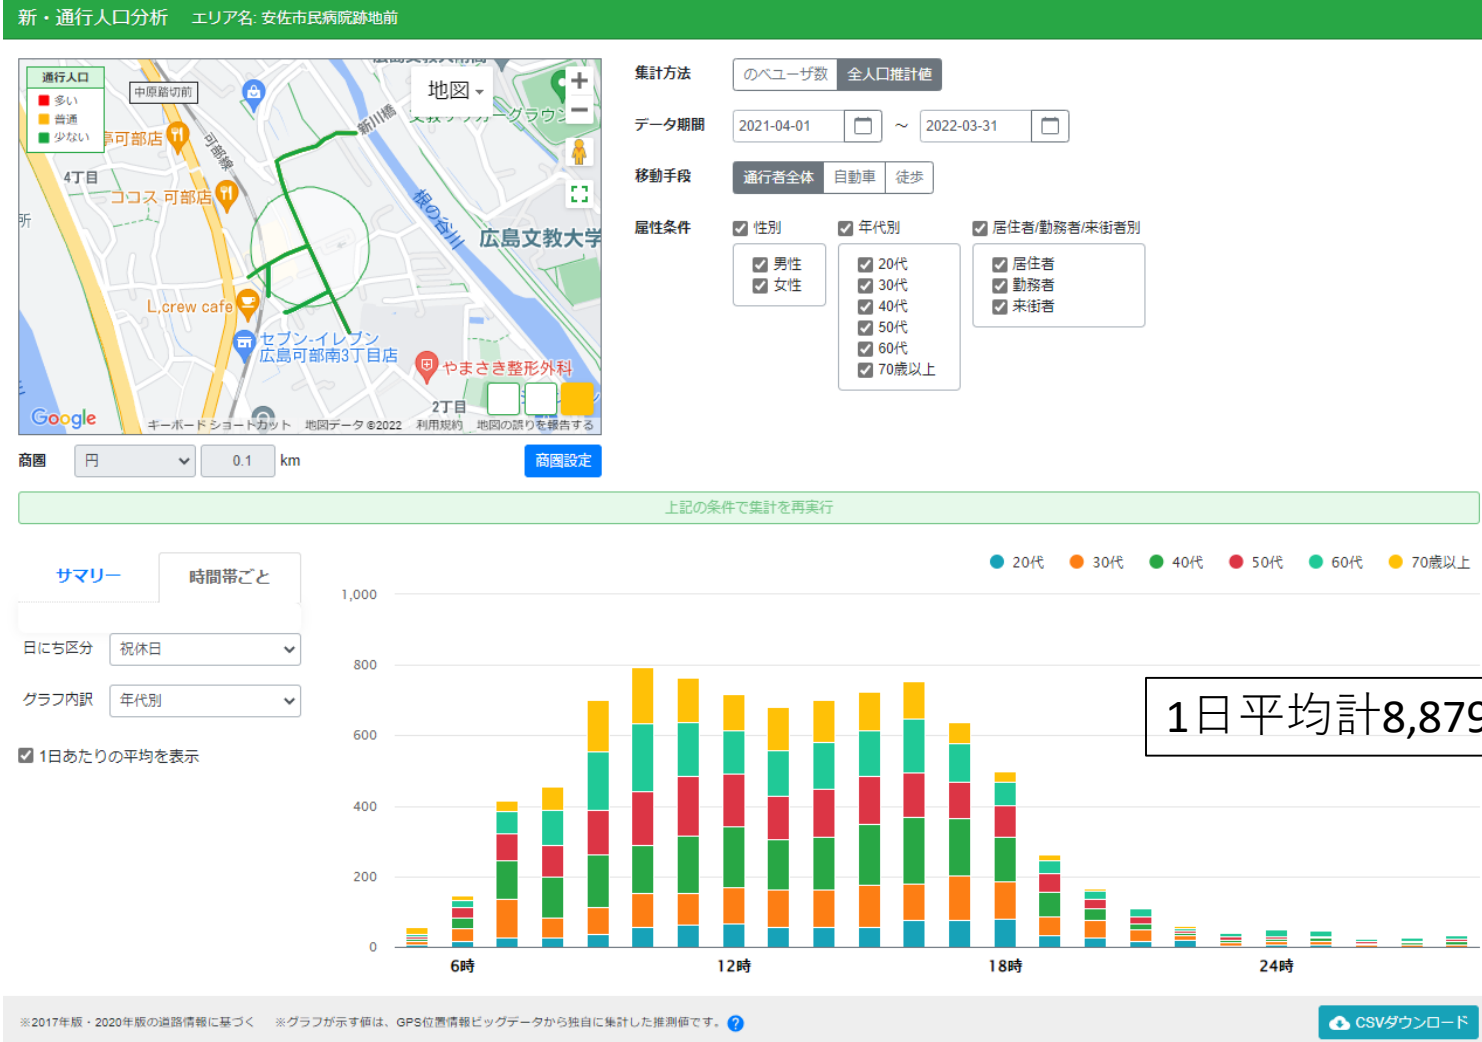 新・通行人口分析 エリア名: 安佐市民病院跡地前
通行人口
多い
普通
少ない
中原踏切前
地図
新川橋
可部線
4丁目
ココス 可部店
根の谷川
広島文教大学
L,crew cafe
セブン-イレブン
広島可部南3丁目店
やまさき整形外科
2丁目
Google
キーボード ショートカット 地図データ ©2022 利用規約 地図の誤りを報告する
商圏 円 0.1 km 商圏設定
集計方法 のべユーザ数 全人口推計値
データ期間 2021-04-01 ~ 2022-03-31
移動手段 通行者全体 自動車 徒歩
属性条件 性別 年代別 居住者/勤務者/来街者別
男性 20代 居住者
女性 30代 勤務者
40代 来街者
50代
60代
70歳以上
上記の条件で集計を再実行
サマリー 時間帯ごと
日にち区分 祝休日
グラフ内訳 年代別
1日あたりの平均を表示
20代 30代 40代 50代 60代 70歳以上
1,000
800
600
400
200
0
6時 12時 18時 24時
1日平均計8,879
※2017年版・2020年版の道路情報に基づく ※グラフが示す値は、GPS位置情報ビッグデータから独自に集計した推測値です。 ?
CSVダウンロード